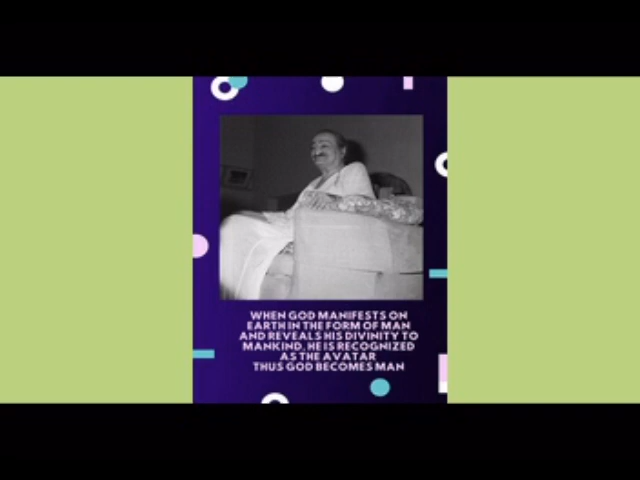 WHEN GOD MANIFESTS ON
EARTH IN THE FORM OF MAN
AND REVEALS HIS DIVINITY TO
MANKIND, HE IS RECOGNIZED
AS THE AVATAR
THUS GOD BECOMES MAN